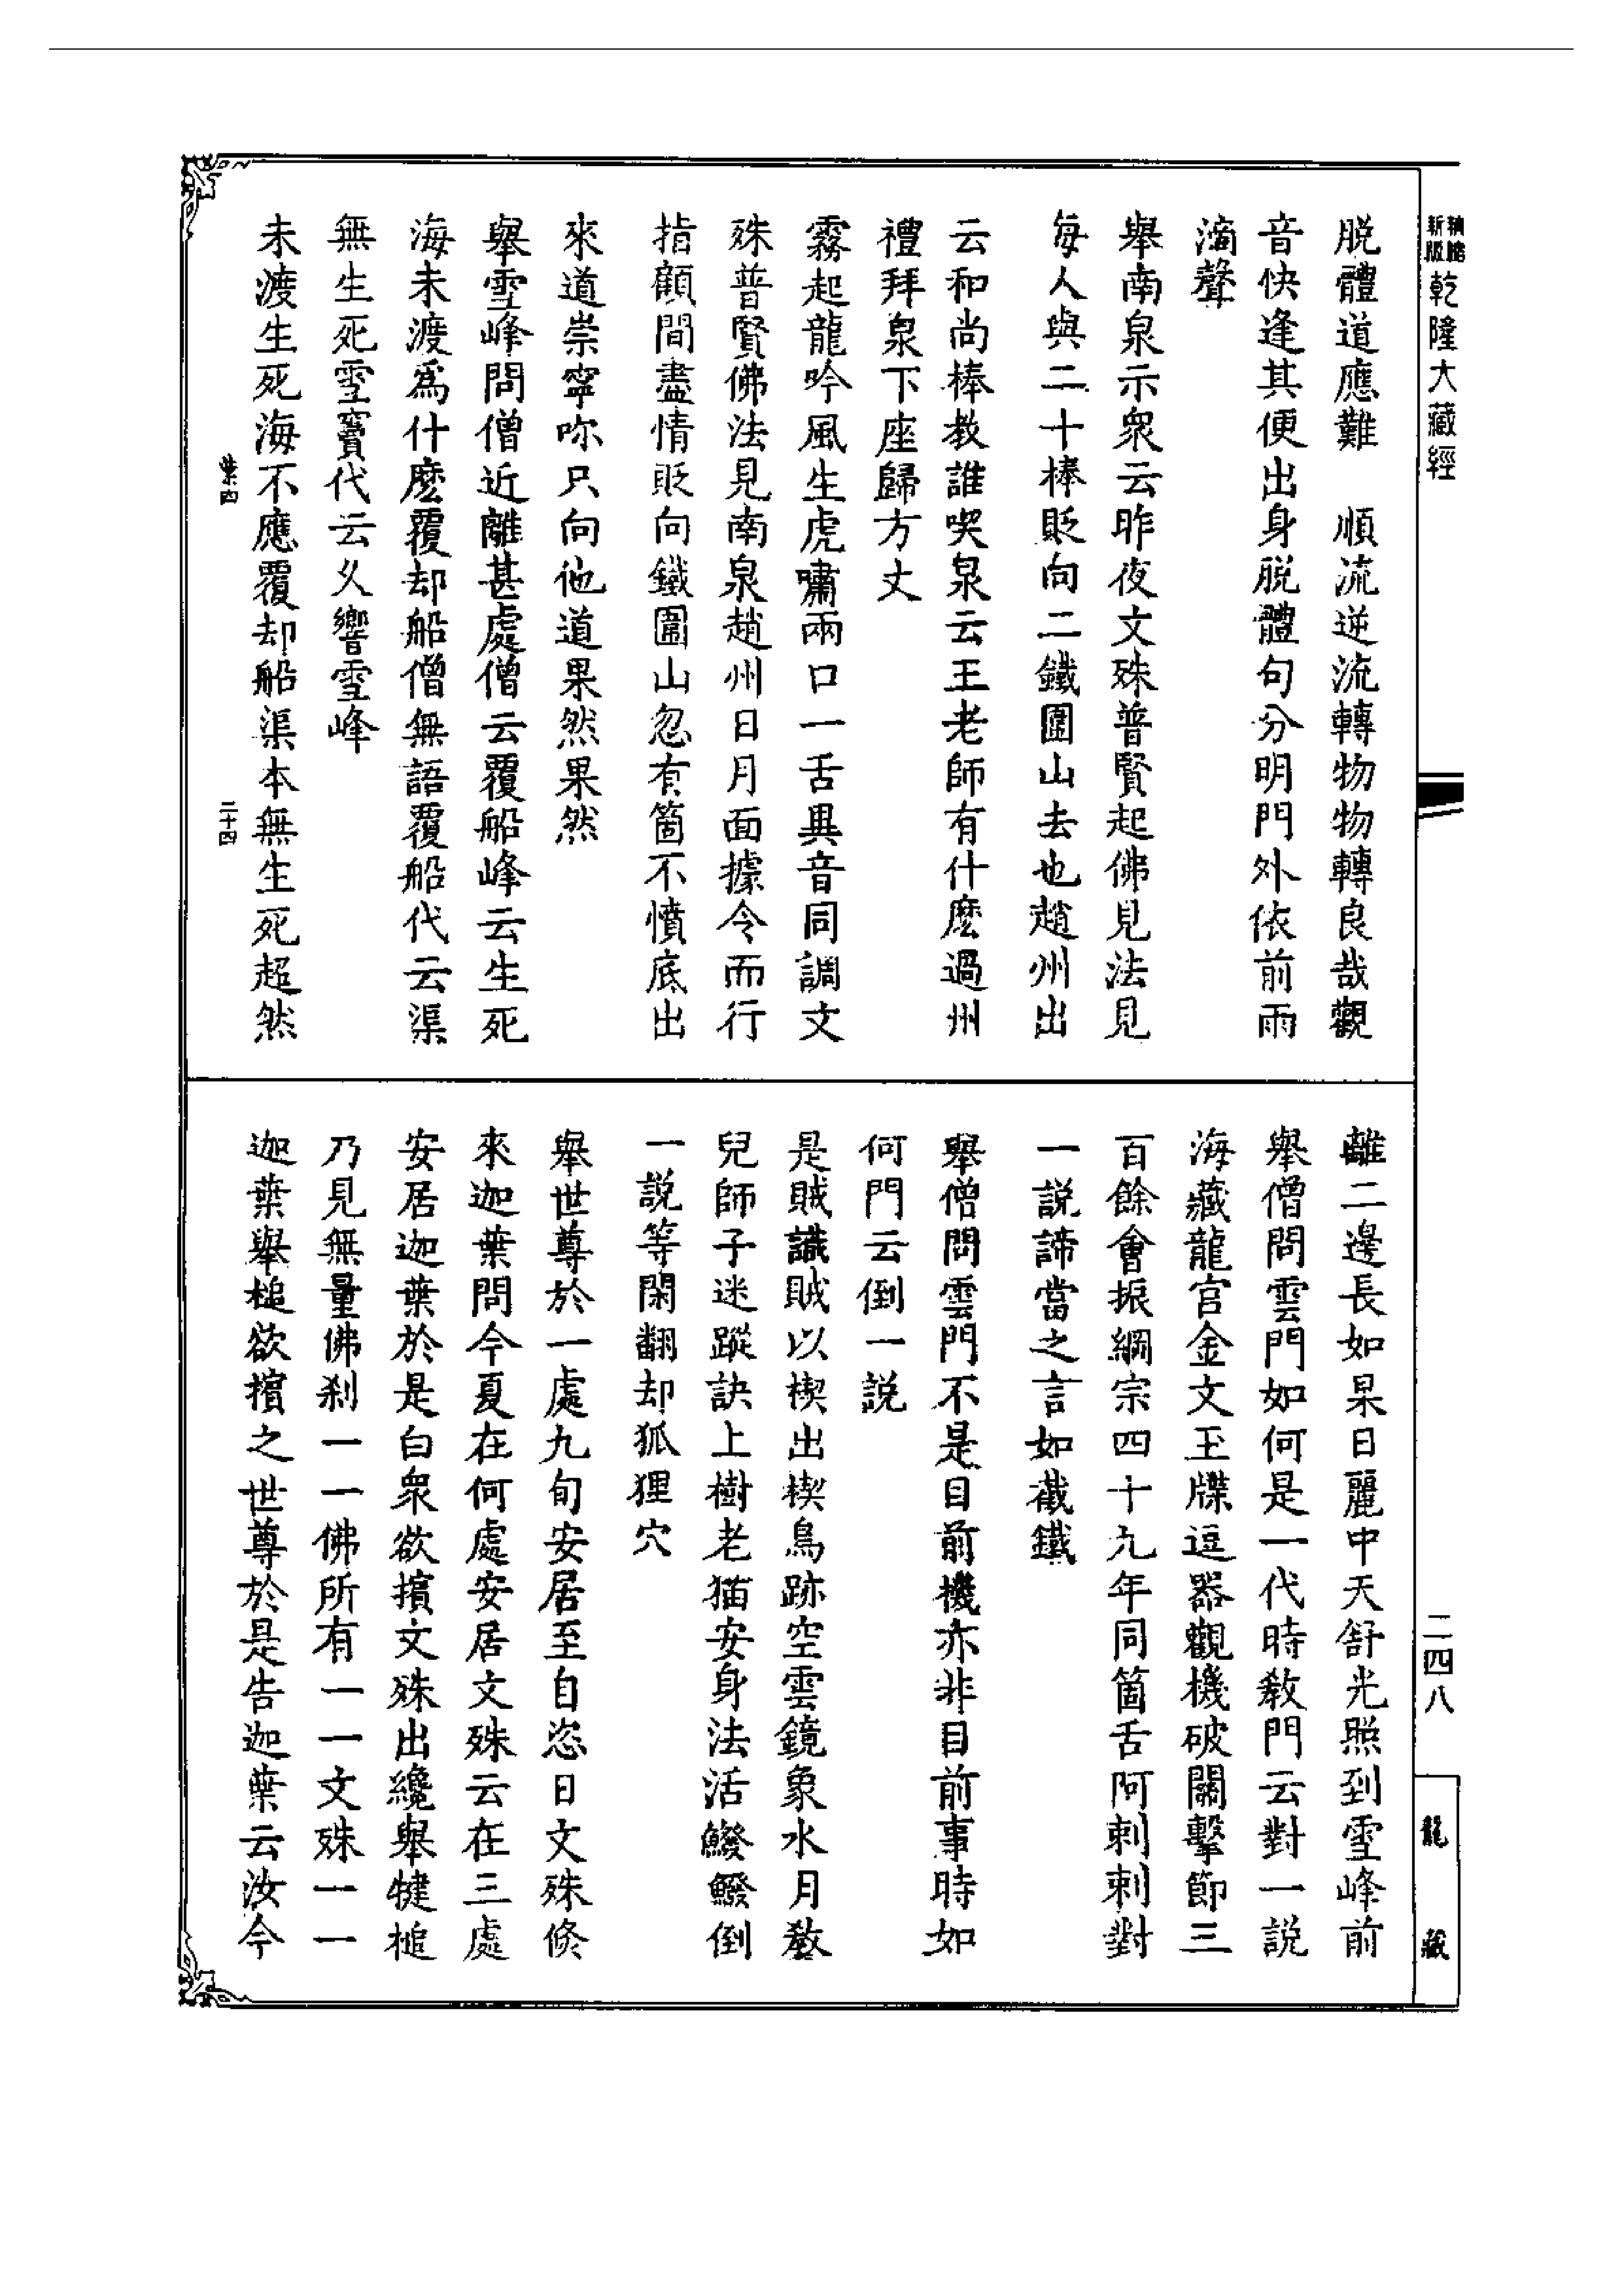 新版
精縮
乾隆大藏經
脱體道應難　順流逆流轉物物轉良哉觀
音快逢其便出身脱體句分明門外依前雨
滴聲
舉南泉示衆云昨夜文殊普賢起佛見法見
每人與二十棒貶向二鐵圍山去也趙州出
云和尚棒教誰喫泉云王老師有什麽過州
禮拜泉下座歸方丈
霧起龍吟風生虎嘯兩口一舌異音同調文
殊普賢佛法見南泉趙州日月面據令而行
指顧間盡情貶向鐵圍山忽有箇不憤底出
來道崇寧呢只向他道果然果然
舉雪峰問僧近離甚處僧云覆船峰云生死
海未渡爲什麽覆却船僧無語覆船代云渠
無生死雪竇代云久響雪峰
未渡生死海不應覆却船渠本無生死超然
葉四
二十四
離二邊長如杲日麗中天舒光照到雪峰前
舉僧問雲門如何是一代時教門云對一説
海藏龍宫金文玉牒逗器觀機破關擊節三
百餘會振綱宗四十九年同箇舌阿剌剌對
一説諦當之言如截鐵
舉僧問雲門不是目前機亦非目前事時如
何門云倒一説
是賊識賊以楔出楔鳥跡空雲鏡象水月教
兒師子迷蹤訣上樹老猫安身法活鱍鱍倒
一説等閑翻却狐狸穴
舉世尊於一處九旬安居至自恣日文殊倐
來迦葉問今夏在何處安居文殊云在三處
安居迦葉於是白衆欲擯文殊出纔舉犍槌
乃見無量佛刹一一佛所有一一文殊一一
迦葉舉槌欲擯之世尊於是告迦葉云汝今
二四八
龍藏